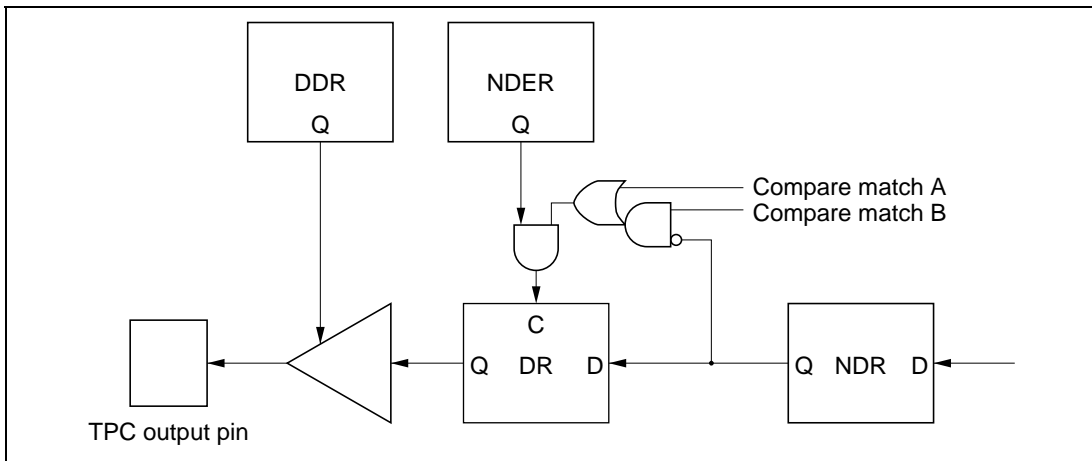 DDR
Q
NDER
Q
Compare match A
Compare match B
C
Q DR D
Q NDR D
TPC output pin